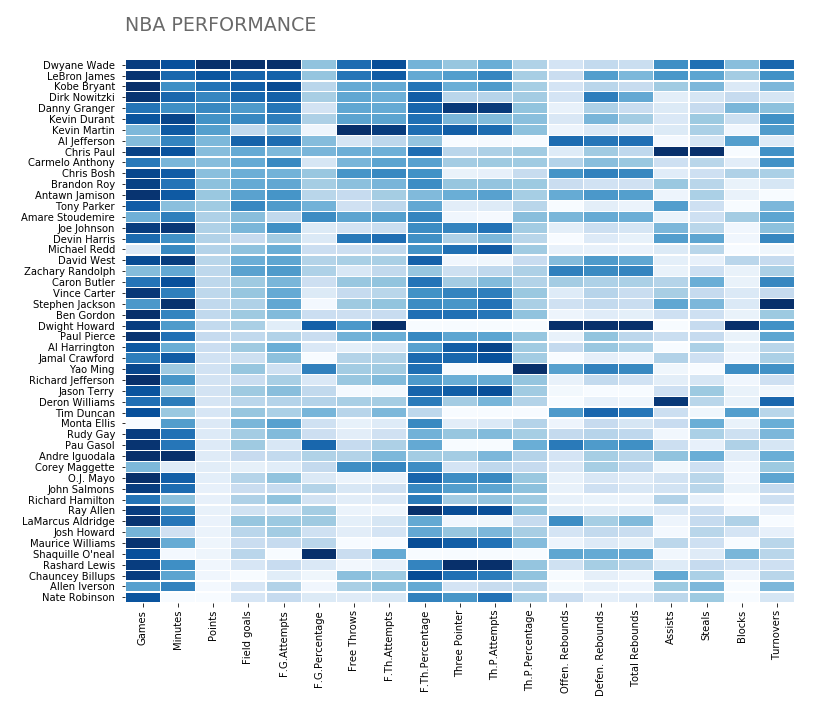 NBA PERFORMANCE
Dwyane Wade
LeBron James
Kobe Bryant
Dirk Nowitzki
Danny Granger
Kevin Durant
Kevin Martin
Al Jefferson
Chris Paul
Carmelo Anthony
Chris Bosh
Brandon Roy
Antawn Jamison
Tony Parker
Amare Stoudemire
Joe Johnson
Devin Harris
Michael Redd
David West
Zachary Randolph
Caron Butler
Vince Carter
Stephen Jackson
Ben Gordon
Dwight Howard
Paul Pierce
Al Harrington
Jamal Crawford
Yao Ming
Richard Jefferson
Jason Terry
Deron Williams
Tim Duncan
Monta Ellis
Rudy Gay
Pau Gasol
Andre Iguodala
Corey Maggette
O.J. Mayo
John Salmons
Richard Hamilton
Ray Allen
LaMarcus Aldridge
Josh Howard
Maurice Williams
Shaquille O'neal
Rashard Lewis
Chauncey Billups
Allen Iverson
Nate Robinson
Games
Minutes
Points
Field goals
F.G.Attempts
F.G.Percentage
Free Throws
F.Th.Attempts
F.Th.Percentage
Three Pointer
Th.P.Attempts
Th.P.Percentage
Offen. Rebounds
Defen. Rebounds
Total Rebounds
Assists
Steals
Blocks
Turnovers